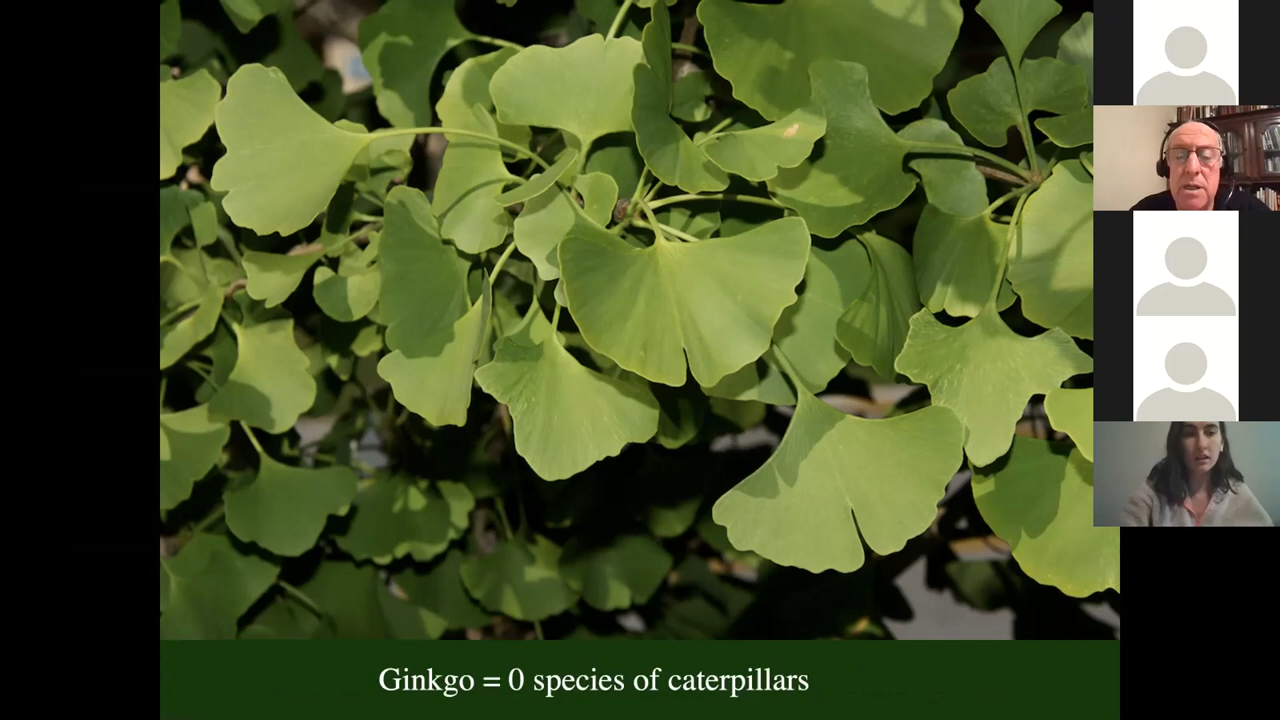 Ginkgo = 0 species of caterpillars